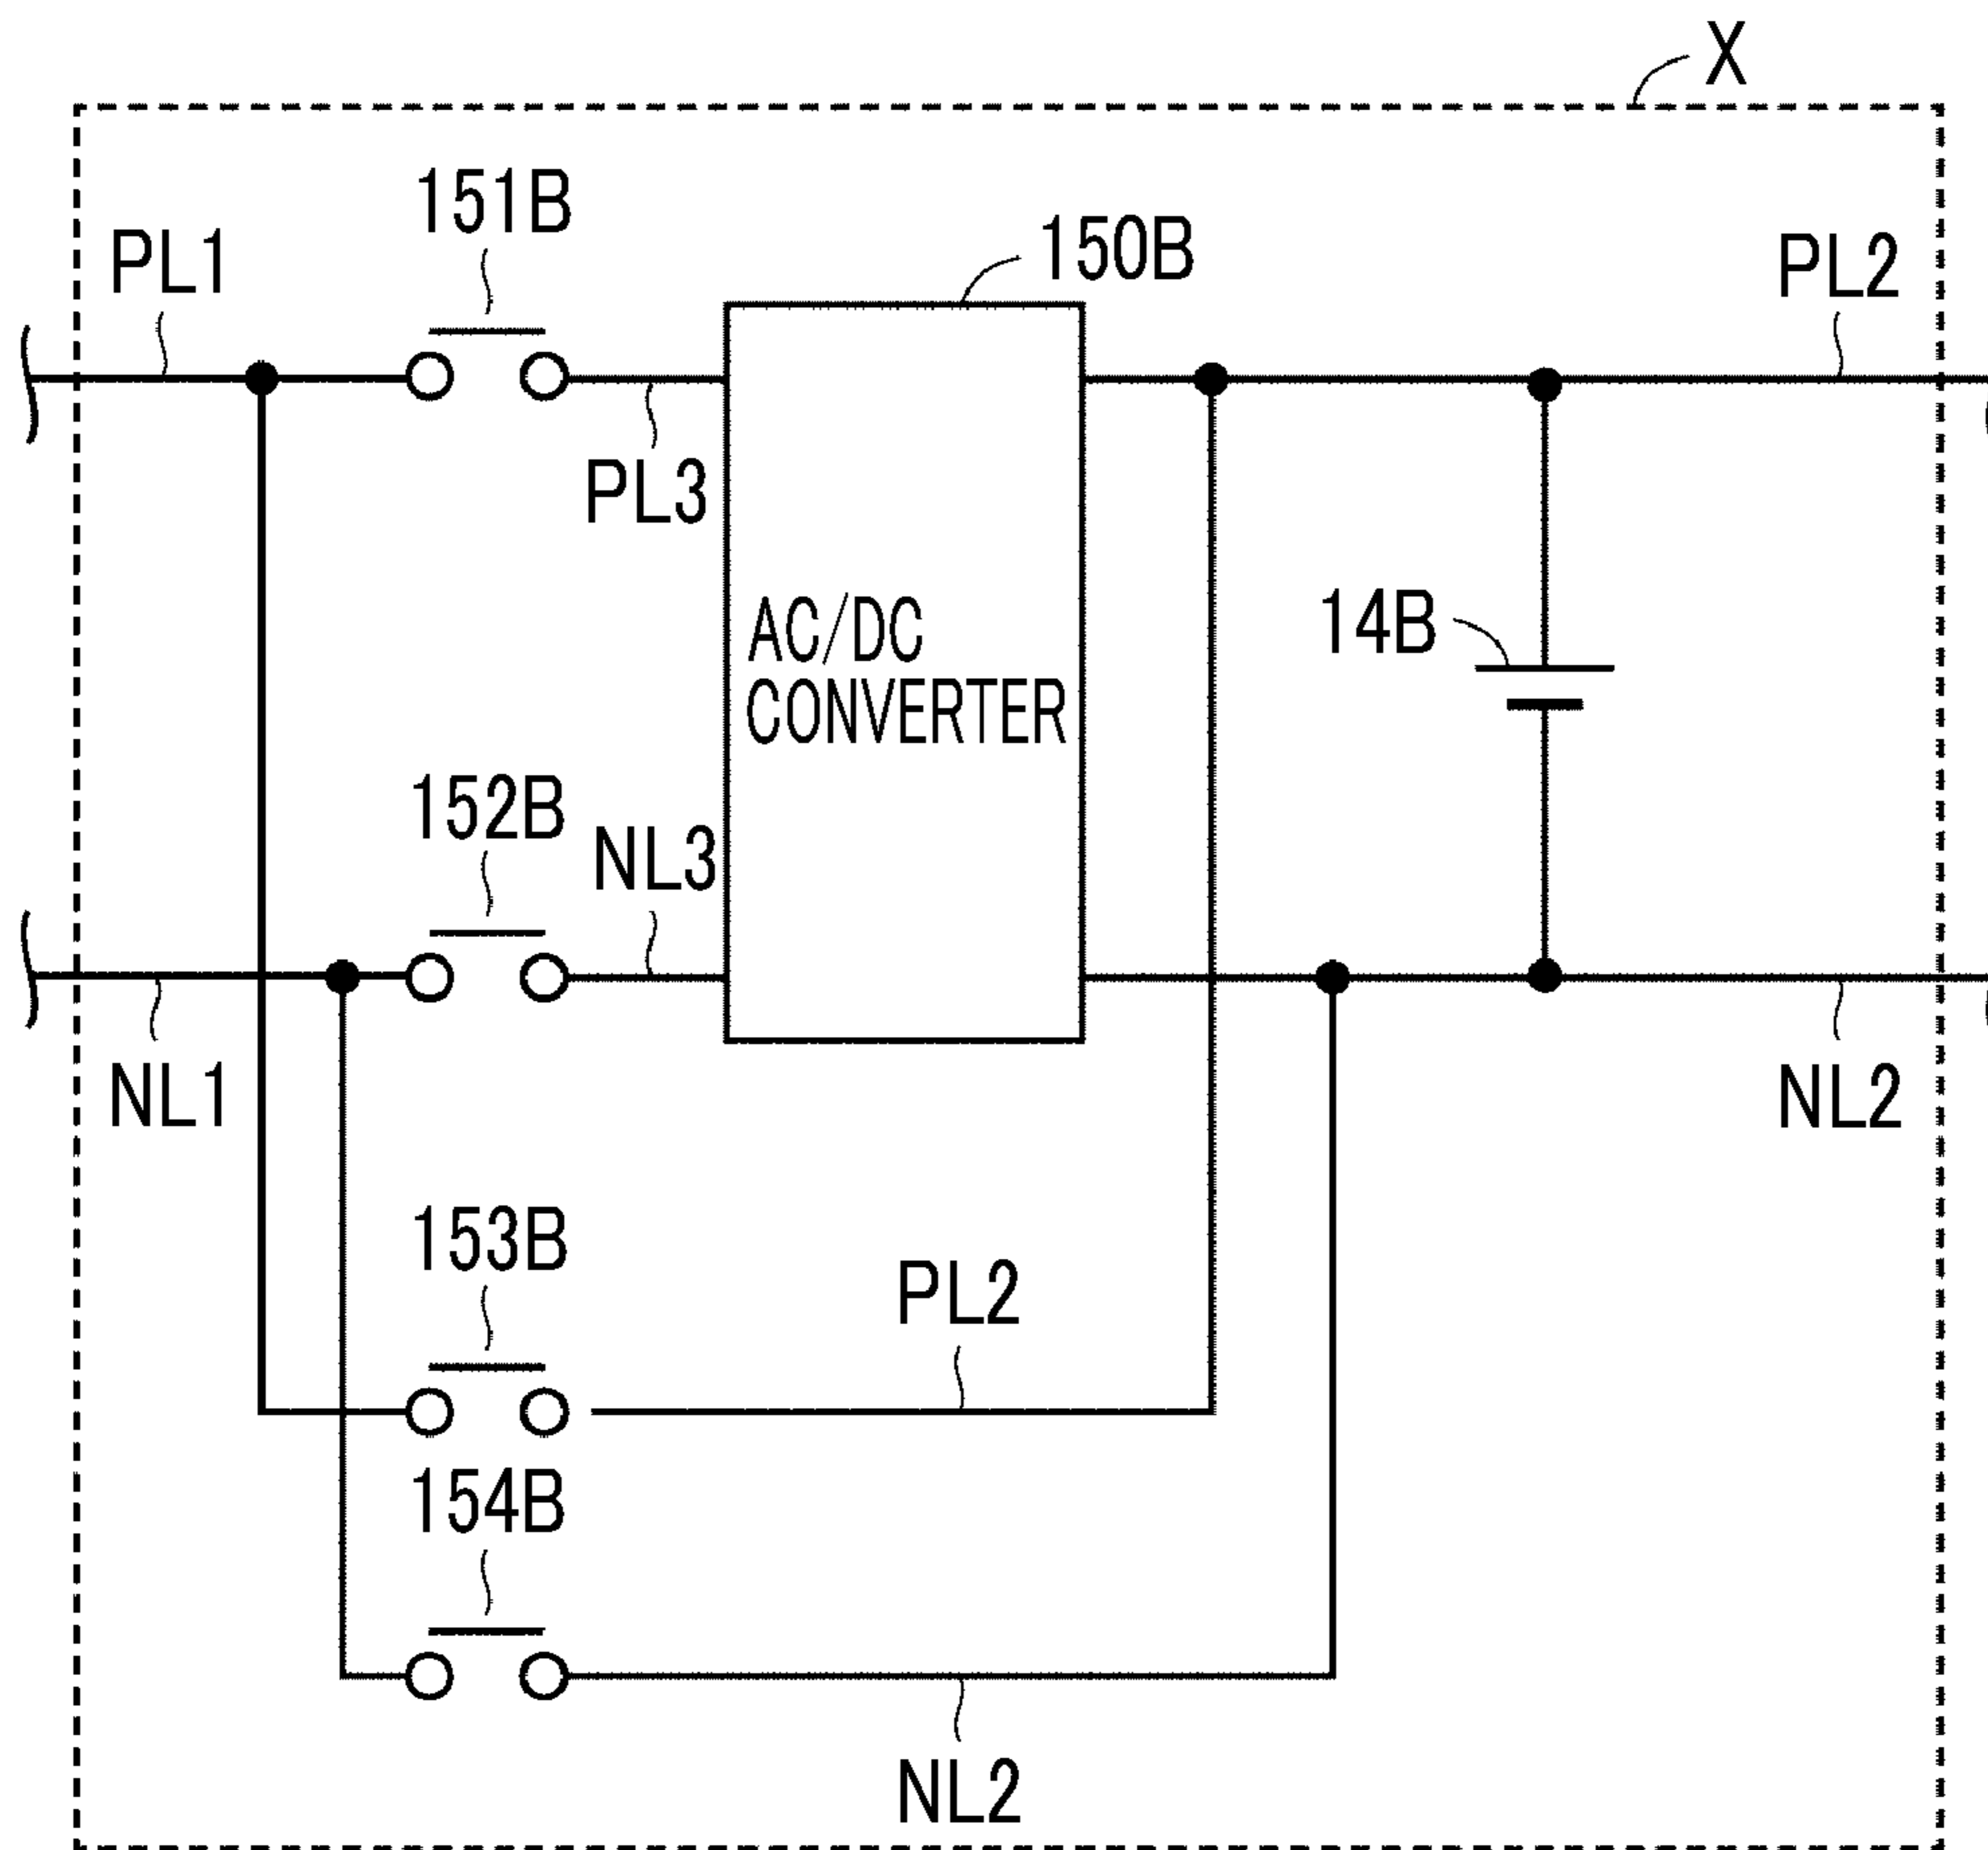 X
151B
PL1
150B
PL2
PL3
14B
AC/DC
CONVERTER
152B
NL3
NL1
NL2
153B
PL2
154B
NL2